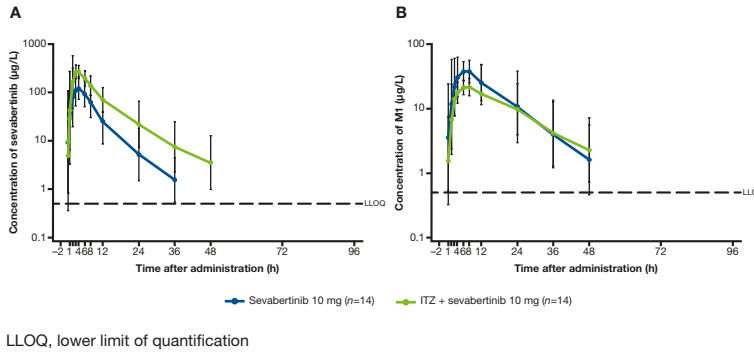 A
B
Concentration of sevabertinib (µg/L)
1000
100
10
1
0.1
LLOQ
−2 1 4 6 8 12 24 36 48 72 96
Time after administration (h)
Concentration of M1 (µg/L)
100
10
1
0.1
LLO
−2 1 4 6 8 12 24 36 48 72 96
Time after administration (h)
Sevabertinib 10 mg (n=14)
ITZ + sevabertinib 10 mg (n=14)
LLOQ, lower limit of quantification